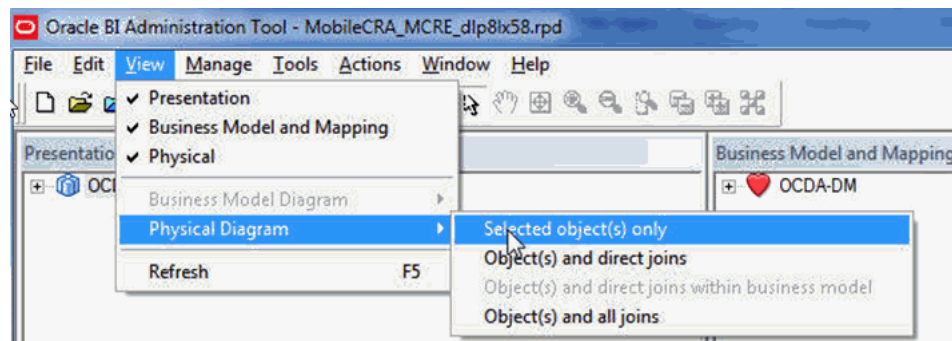 Oracle BI Administration Tool - MobileCRA_MCRE_dlp8lx58.rpd
File Edit View Manage Tools Actions Window Help
Presentation
Business Model and Mapping
Physical
Business Model Diagram
Physical Diagram
Refresh F5
Presentatio
OCD
Selected object(s) only
Object(s) and direct joins
Object(s) and direct joins within business model
Object(s) and all joins
Business Model and Mapping
OCDA-DM